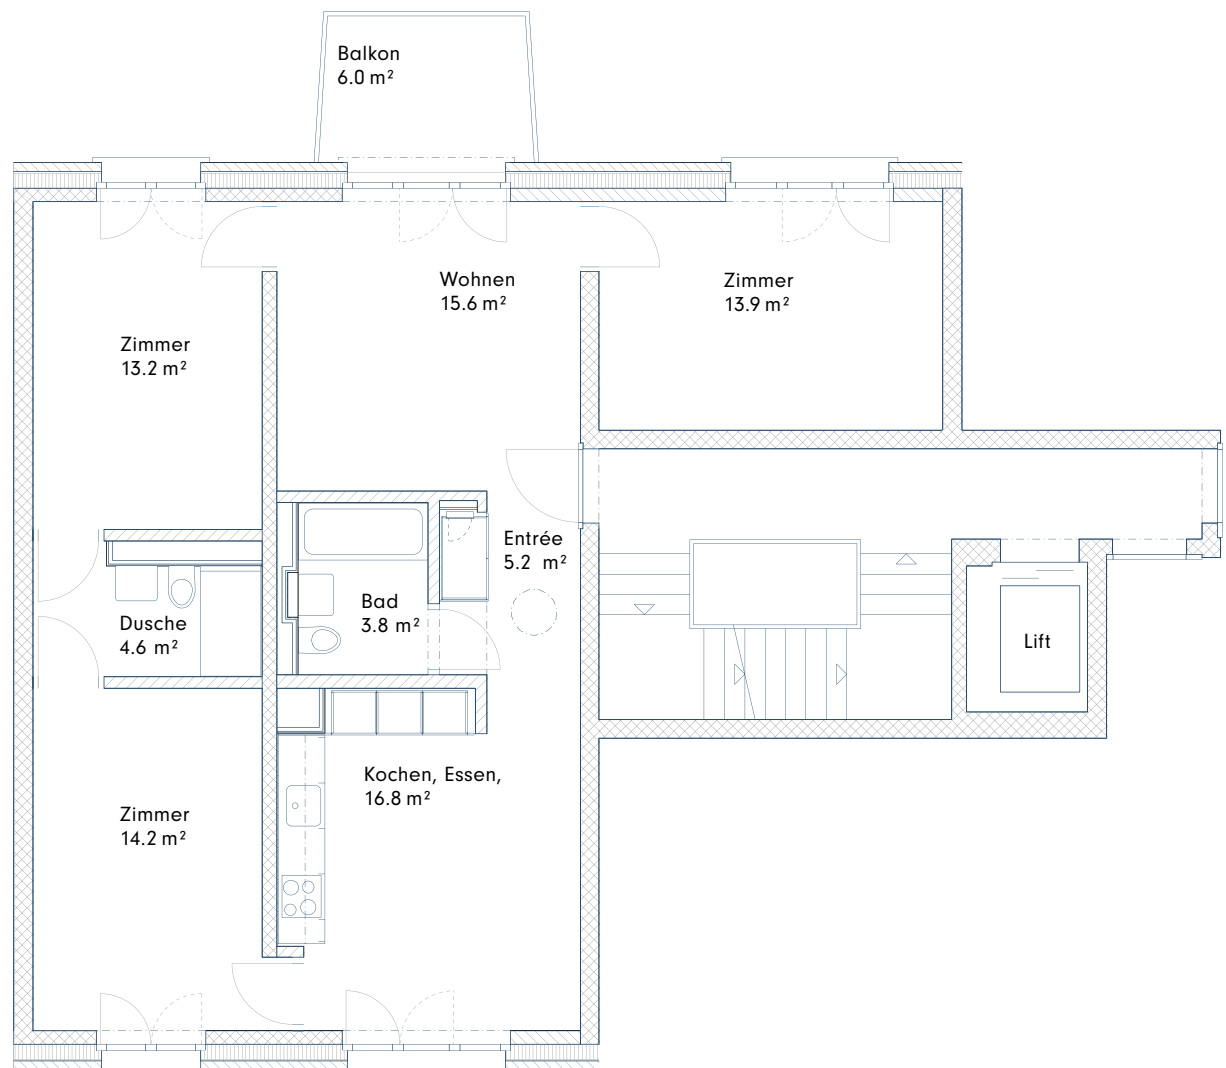 Balkon
6.0 m²
Wohnen
15.6 m²
Zimmer
13.9 m²
Zimmer
13.2 m²
Entrée
5.2 m²
Bad
3.8 m²
Dusche
4.6 m²
Lift
Kochen, Essen,
16.8 m²
Zimmer
14.2 m²